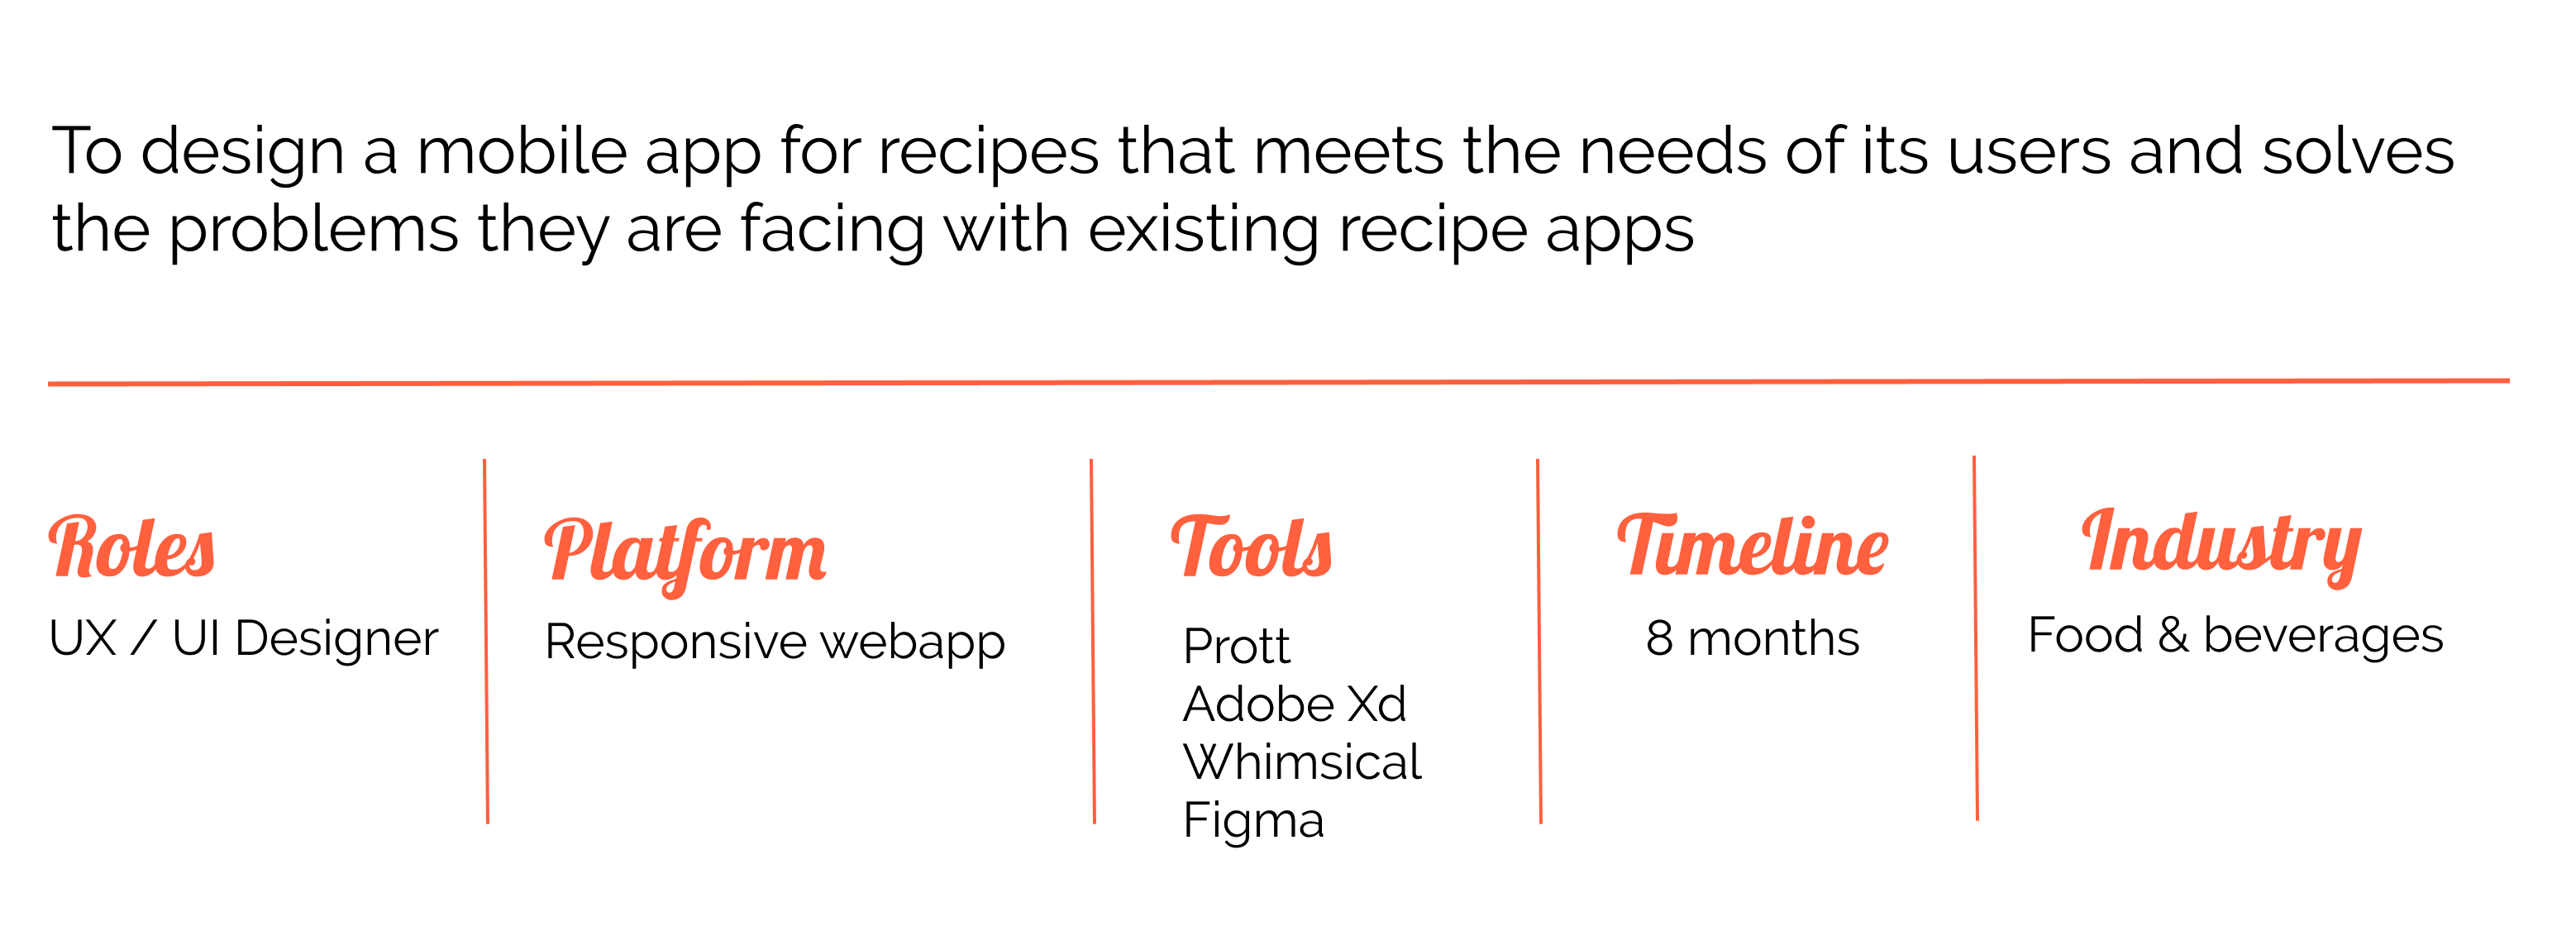 To design a mobile app for recipes that meets the needs of its users and solves
the problems they are facing with existing recipe apps
Roles
UX / UI Designer
Platform
Responsive webapp
Tools
Prott
Adobe Xd
Whimsical
Figma
Timeline
8 months
Industry
Food & beverages